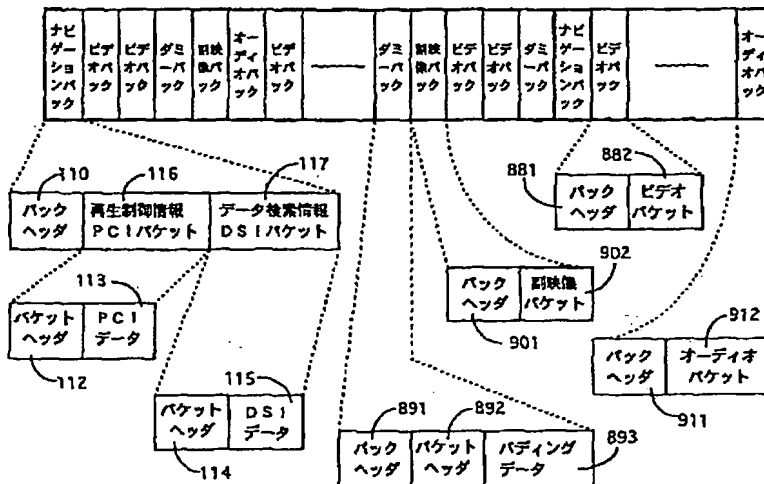 ナビゲーションパック
ビデオパック
ビデオパック
ダミーパック
副映像パック
オーディオパック
ビデオパック
ダミーパック
副映像パック
ビデオパック
ビデオパック
ダミーパック
ナビゲーションパック
ビデオパック
オーディオパック
110
116
117
パック
ヘッダ
再生制御情報
PCIパケット
データ検索情報
DSIパケット
881
882
パック
ヘッダ
ビデオ
パケット
113
パケット
ヘッダ
PCI
データ
112
902
パック
ヘッダ
副映像
パケット
901
912
パック
ヘッダ
オーディオ
パケット
911
115
パケット
ヘッダ
DSI
データ
114
891
892
パック
ヘッダ
パケット
ヘッダ
パディング
データ
893